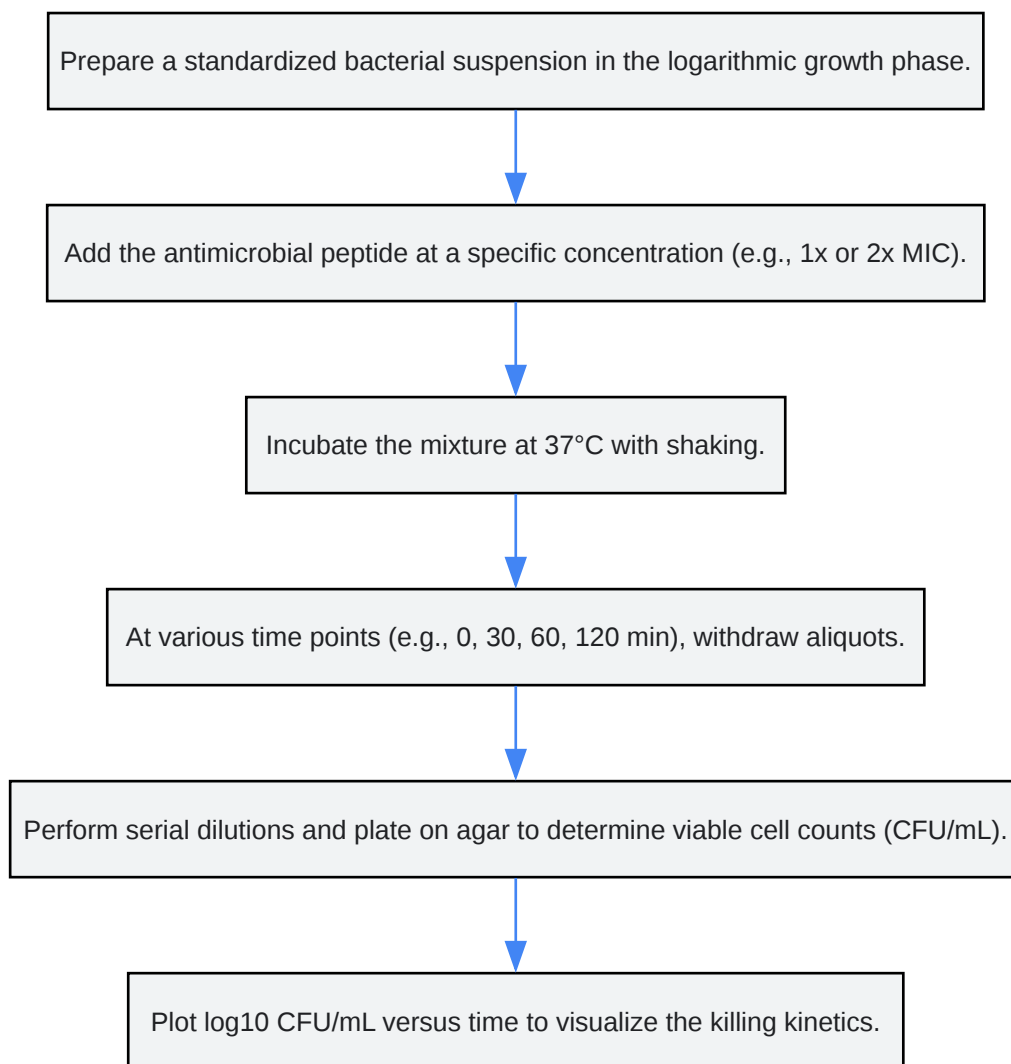 Prepare a standardized bacterial suspension in the logarithmic growth phase.
Add the antimicrobial peptide at a specific concentration (e.g., 1x or 2x MIC).
Incubate the mixture at 37°C with shaking.
At various time points (e.g., 0, 30, 60, 120 min), withdraw aliquots.
Perform serial dilutions and plate on agar to determine viable cell counts (CFU/mL).
Plot log10 CFU/mL versus time to visualize the killing kinetics.